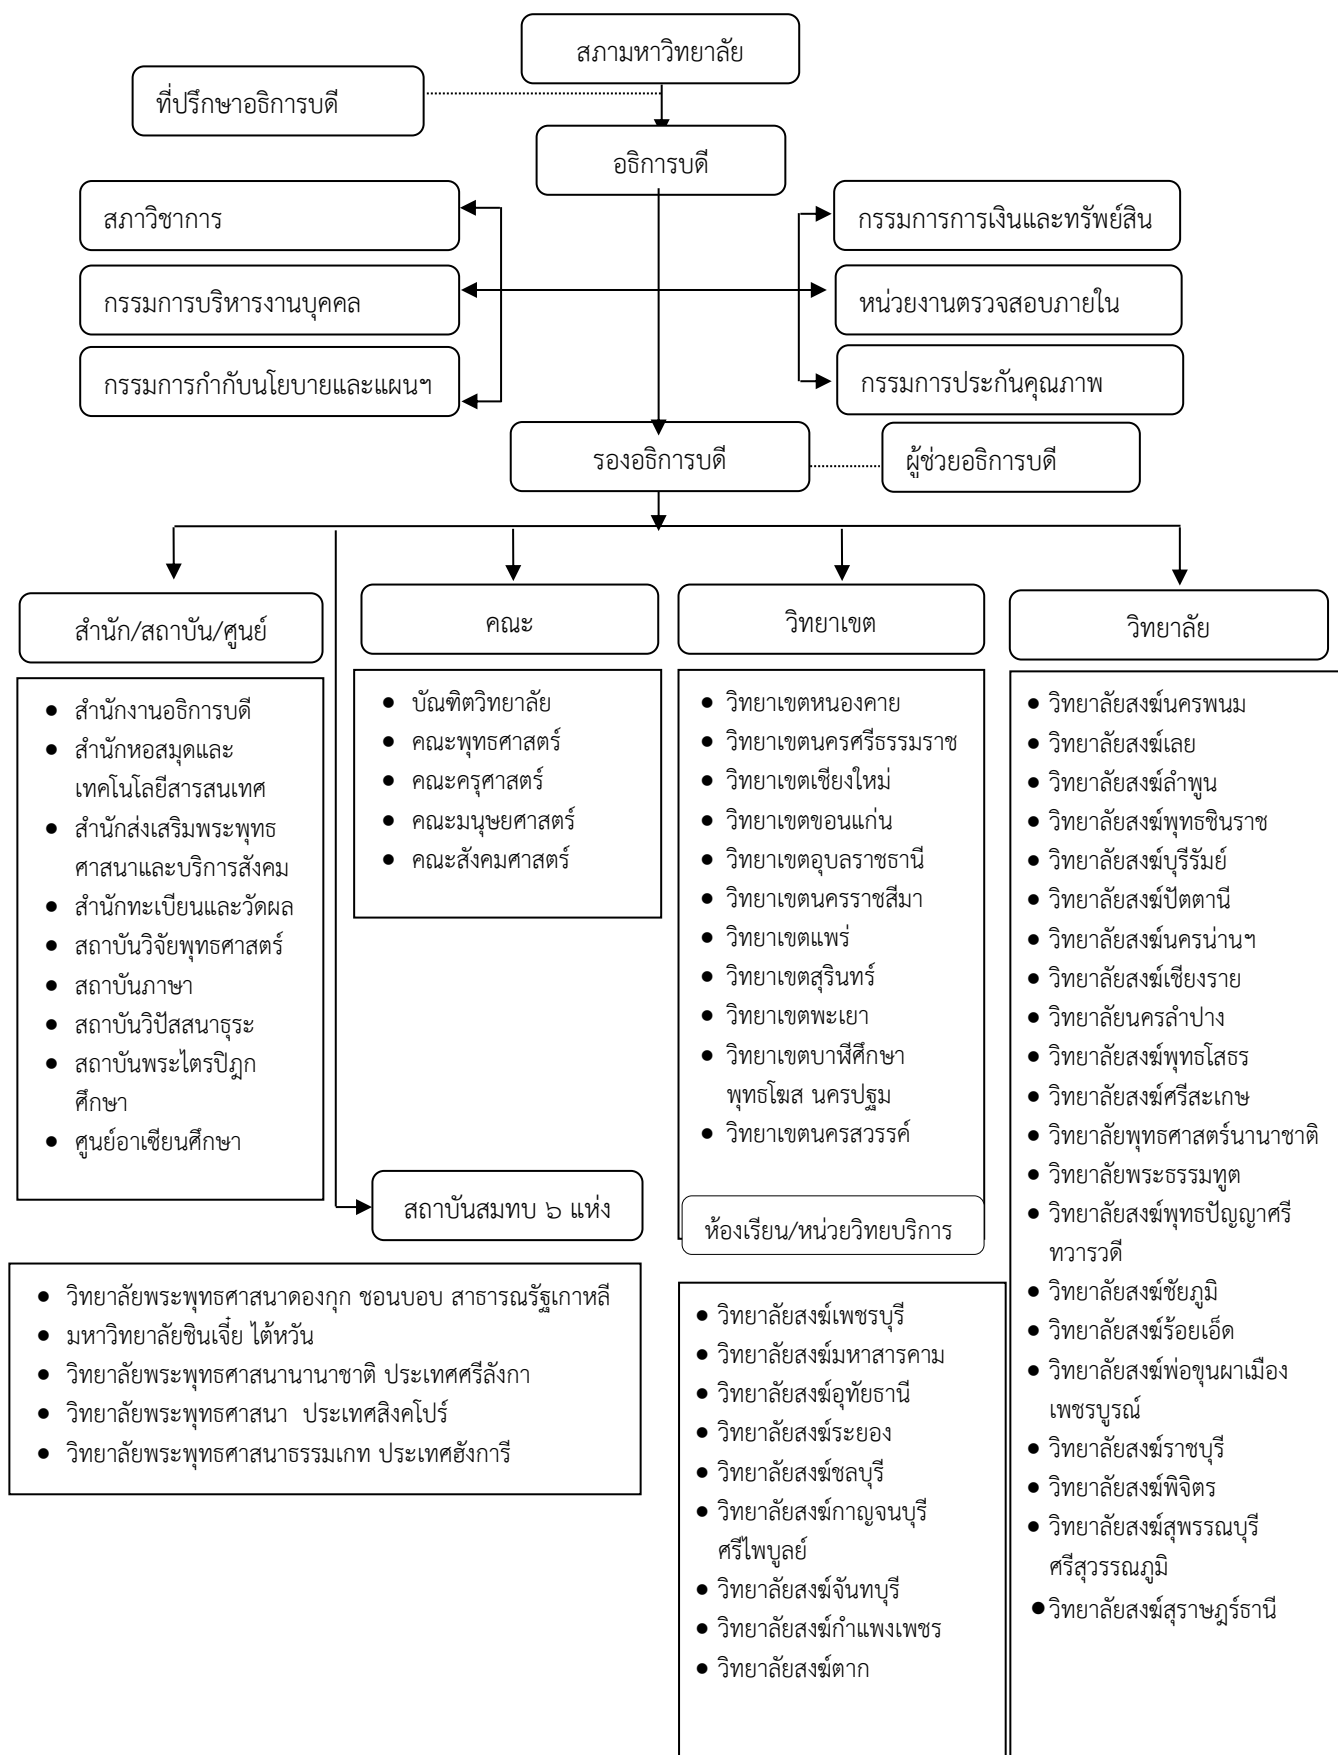 สภามหาวิทยาลัย
ที่ปรึกษาอธิการบดี
อธิการบดี
สภาวิชาการ
กรรมการการเงินและทรัพย์สิน
กรรมการบริหารงานบุคคล
หน่วยงานตรวจสอบภายใน
กรรมการกำกับนโยบายและแผนฯ
กรรมการประกันคุณภาพ
รองอธิการบดี
ผู้ช่วยอธิการบดี
สำนัก/สถาบัน/ศูนย์
• สำนักงานอธิการบดี
• สำนักหอสมุดและ
เทคโนโลยีสารสนเทศ
• สำนักส่งเสริมพระพุทธ
ศาสนาและบริการสังคม
• สำนักทะเบียนและวัดผล
• สถาบันวิจัยพุทธศาสตร์
• สถาบันภาษา
• สถาบันวิปัสสนาธุระ
• สถาบันพระไตรปิฎก
ศึกษา
• ศูนย์อาเซียนศึกษา
คณะ
• บัณฑิตวิทยาลัย
• คณะพุทธศาสตร์
• คณะครุศาสตร์
• คณะมนุษยศาสตร์
• คณะสังคมศาสตร์
วิทยาเขต
• วิทยาเขตหนองคาย
• วิทยาเขตนครศรีธรรมราช
• วิทยาเขตเชียงใหม่
• วิทยาเขตขอนแก่น
• วิทยาเขตอุบลราชธานี
• วิทยาเขตนครราชสีมา
• วิทยาเขตแพร่
• วิทยาเขตสุรินทร์
• วิทยาเขตพะเยา
• วิทยาเขตบาฬีศึกษา
พุทธโฆส นครปฐม
• วิทยาเขตนครสวรรค์
วิทยาลัย
• วิทยาลัยสงฆ์นครพนม
• วิทยาลัยสงฆ์เลย
• วิทยาลัยสงฆ์ลำพูน
• วิทยาลัยสงฆ์พุทธชินราช
• วิทยาลัยสงฆ์บุรีรัมย์
• วิทยาลัยสงฆ์ปัตตานี
• วิทยาลัยสงฆ์นครน่านฯ
• วิทยาลัยสงฆ์เชียงราย
• วิทยาลัยนครลำปาง
• วิทยาลัยสงฆ์พุทธโสธร
• วิทยาลัยสงฆ์ศรีสะเกษ
• วิทยาลัยพุทธศาสตร์นานาชาติ
• วิทยาลัยพระธรรมทูต
• วิทยาลัยสงฆ์พุทธปัญญาศรี
ทวารวดี
• วิทยาลัยสงฆ์ชัยภูมิ
• วิทยาลัยสงฆ์ร้อยเอ็ด
• วิทยาลัยสงฆ์พ่อขุนผาเมือง
เพชรบูรณ์
• วิทยาลัยสงฆ์ราชบุรี
• วิทยาลัยสงฆ์พิจิตร
• วิทยาลัยสงฆ์สุพรรณบุรี
ศรีสุวรรณภูมิ
• วิทยาลัยสงฆ์สุราษฎร์ธานี
สถาบันสมทบ ๖ แห่ง
• วิทยาลัยพระพุทธศาสนาดองกุก ชอนบอบ สาธารณรัฐเกาหลี
• มหาวิทยาลัยชินเจี๋ย ไต้หวัน
• วิทยาลัยพระพุทธศาสนานานาชาติ ประเทศศรีลังกา
• วิทยาลัยพระพุทธศาสนา ประเทศสิงคโปร์
• วิทยาลัยพระพุทธศาสนาธรรมเกท ประเทศฮังการี
ห้องเรียน/หน่วยวิทยบริการ
• วิทยาลัยสงฆ์เพชรบุรี
• วิทยาลัยสงฆ์มหาสารคาม
• วิทยาลัยสงฆ์อุทัยธานี
• วิทยาลัยสงฆ์ระยอง
• วิทยาลัยสงฆ์ชลบุรี
• วิทยาลัยสงฆ์กาญจนบุรี
ศรีไพบูลย์
• วิทยาลัยสงฆ์จันทบุรี
• วิทยาลัยสงฆ์กำแพงเพชร
• วิทยาลัยสงฆ์ตาก